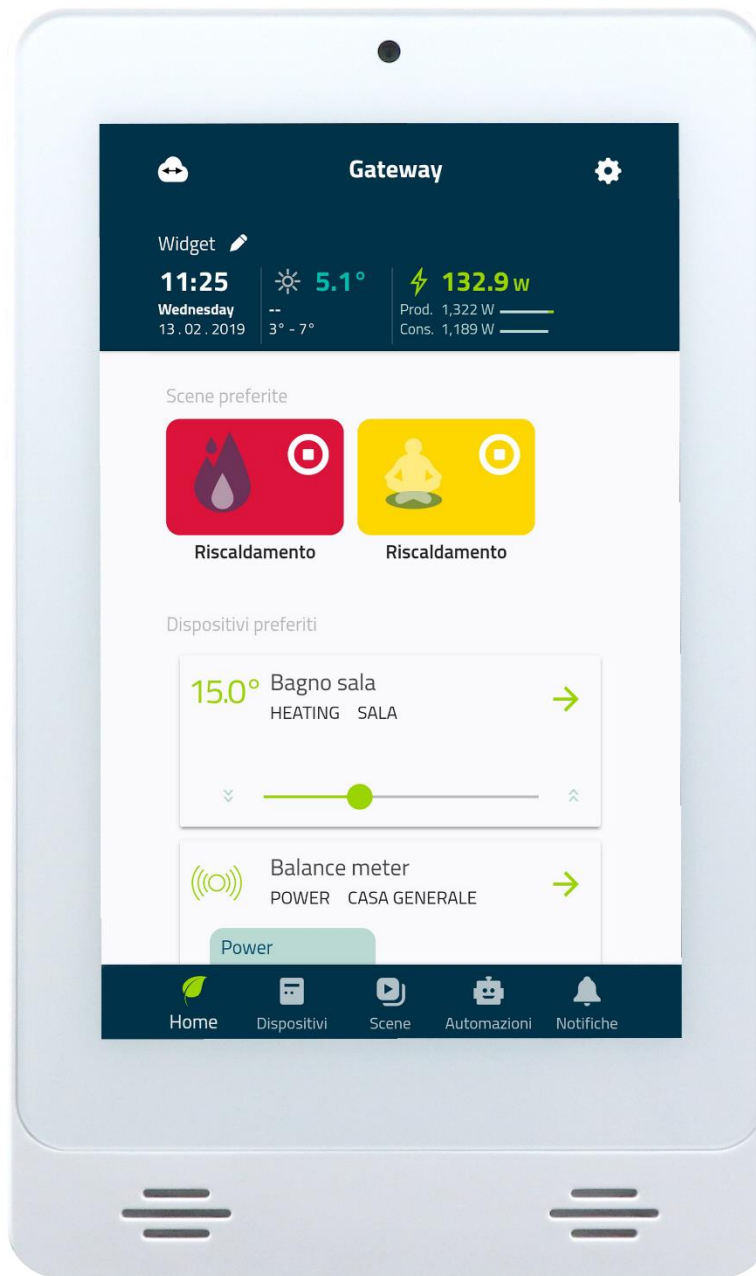 Gateway
Widget
11:25 5.1° 132.9 W
Wednesday -- Prod. 1,322 W
13.02.2019 3° - 7° Cons. 1,189 W
Scene preferite
Riscaldamento Riscaldamento
Dispositivi preferiti
15.0° Bagno sala
HEATING SALA
Balance meter
POWER CASA GENERALE
Power
Home Dispositivi Scene Automazioni Notifiche